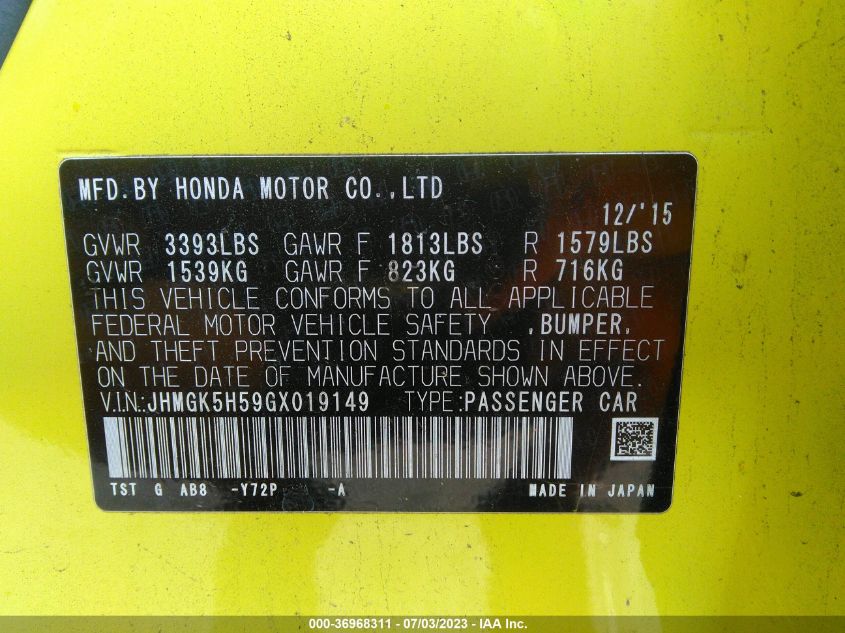 MFD.BY HONDA MOTOR CO.,LTD
12/'15
GVWR 3393LBS GAWR F 1813LBS R 1579LBS
GVWR 1539KG GAWR F 823KG R 716KG
THIS VEHICLE CONFORMS TO ALL APPLICABLE
FEDERAL MOTOR VEHICLE SAFETY ,BUMPER,
AND THEFT PREVENTION STANDARDS IN EFFECT
ON THE DATE OF MANUFACTURE SHOWN ABOVE.
V.I.N.:JHMGK5H59GX019149 TYPE:PASSENGER CAR
TST G AB8 -Y72P -A MADE IN JAPAN
000-36968311 - 07/03/2023 - IAA Inc.